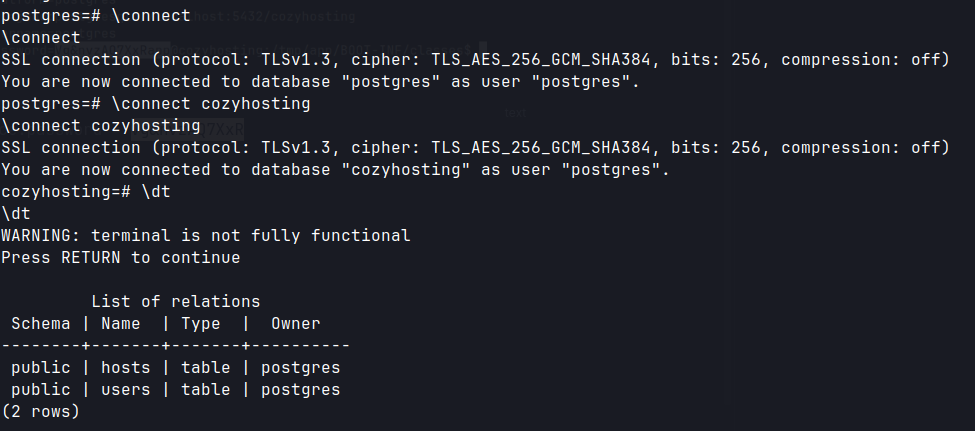 postgres=# \connect
\connect
SSL connection (protocol: TLSv1.3, cipher: TLS_AES_256_GCM_SHA384, bits: 256, compression: off)
You are now connected to database "postgres" as user "postgres".
postgres=# \connect cozyhosting
\connect cozyhosting
SSL connection (protocol: TLSv1.3, cipher: TLS_AES_256_GCM_SHA384, bits: 256, compression: off)
You are now connected to database "cozyhosting" as user "postgres".
cozyhosting=# \dt
\dt
WARNING: terminal is not fully functional
Press RETURN to continue
List of relations
Schema | Name  | Type  |  Owner
--------+-------+-------+----------
public | hosts | table | postgres
public | users | table | postgres
(2 rows)